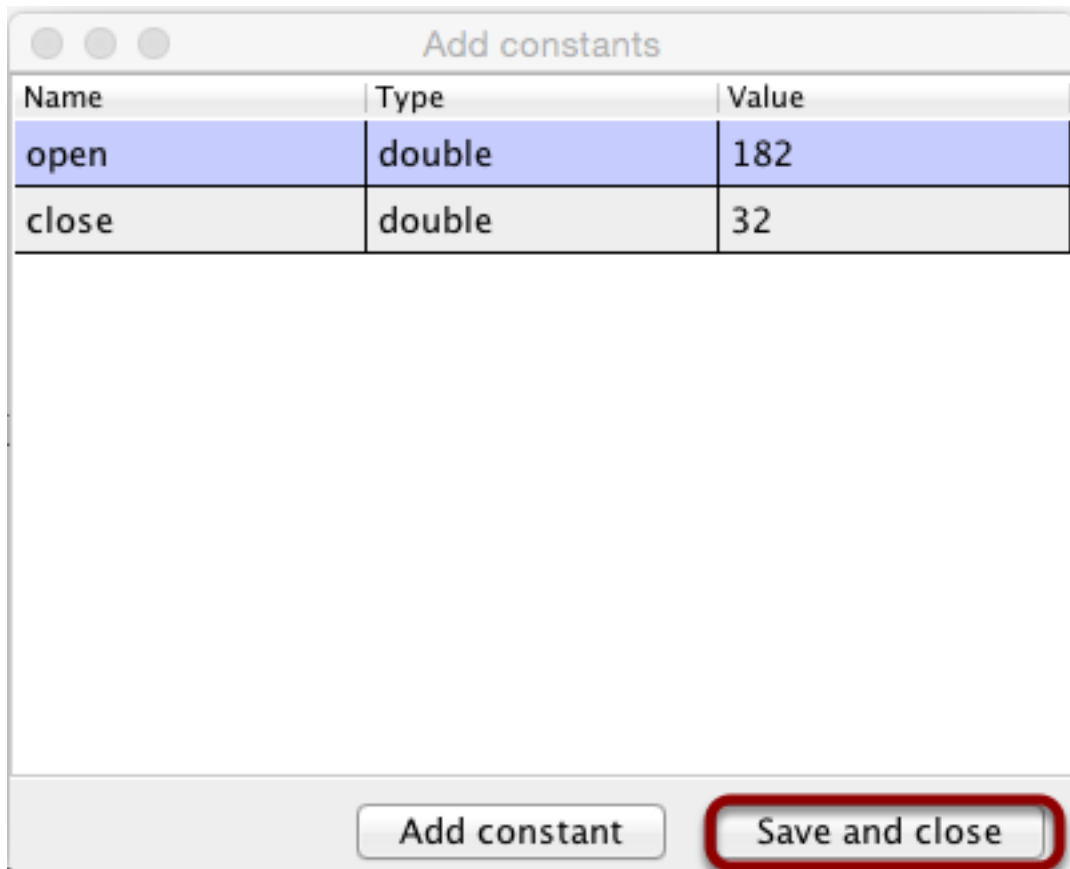 Add constants
Name Type Value
open double 182
close double 32
Add constant Save and close